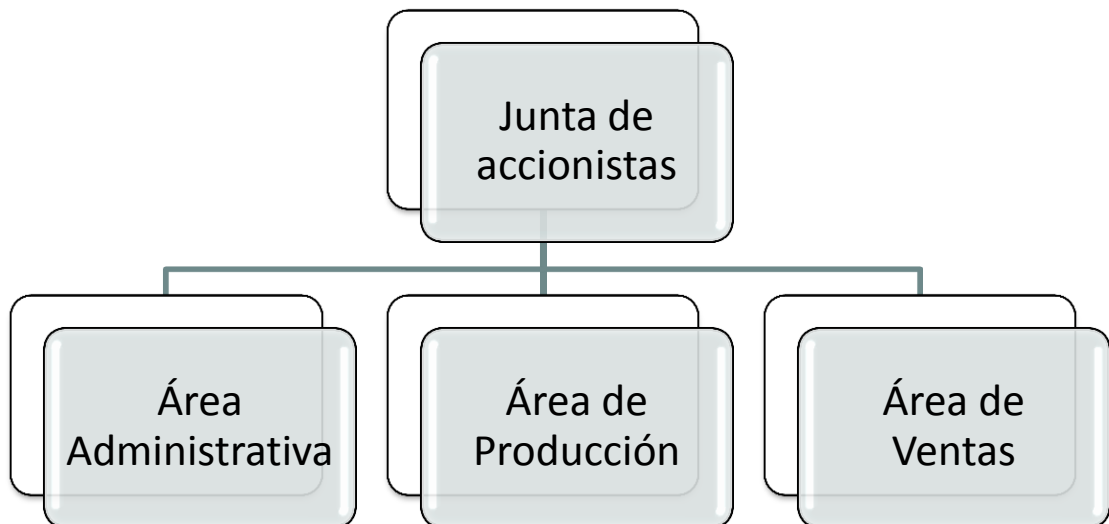 Junta de
accionistas
Área
Administrativa
Área de
Producción
Área de
Ventas